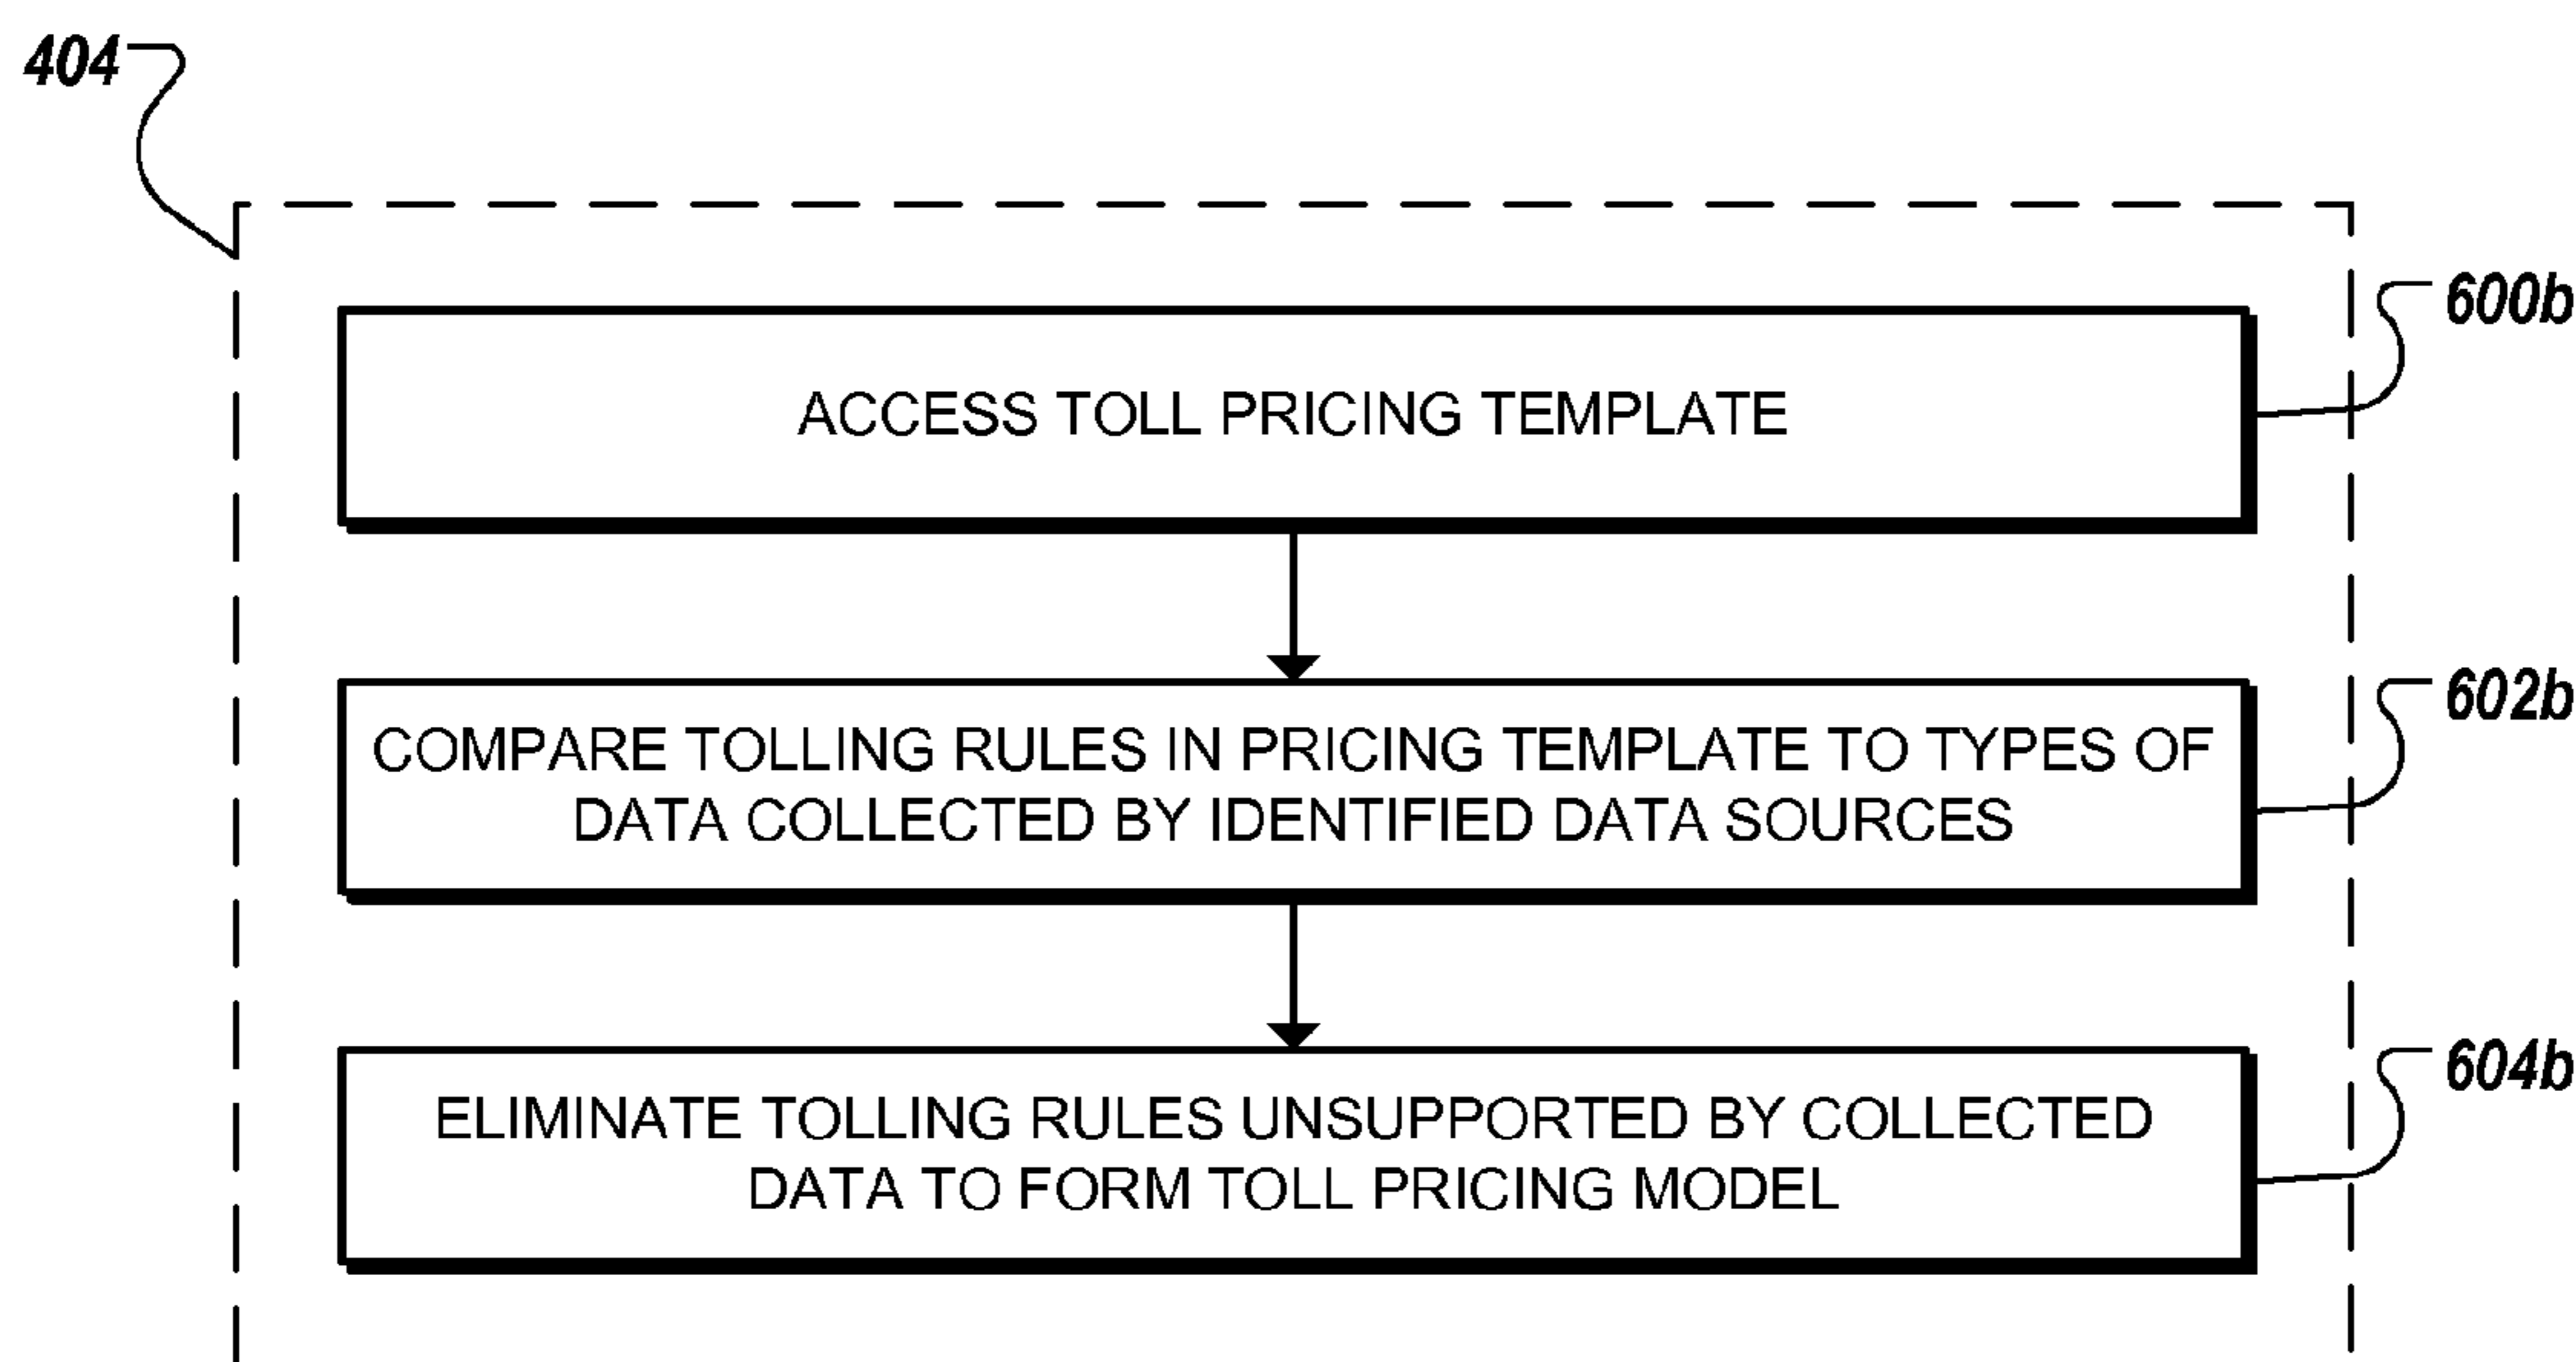 404
600b
ACCESS TOLL PRICING TEMPLATE
602b
COMPARE TOLLING RULES IN PRICING TEMPLATE TO TYPES OF
DATA COLLECTED BY IDENTIFIED DATA SOURCES
604b
ELIMINATE TOLLING RULES UNSUPPORTED BY COLLECTED
DATA TO FORM TOLL PRICING MODEL